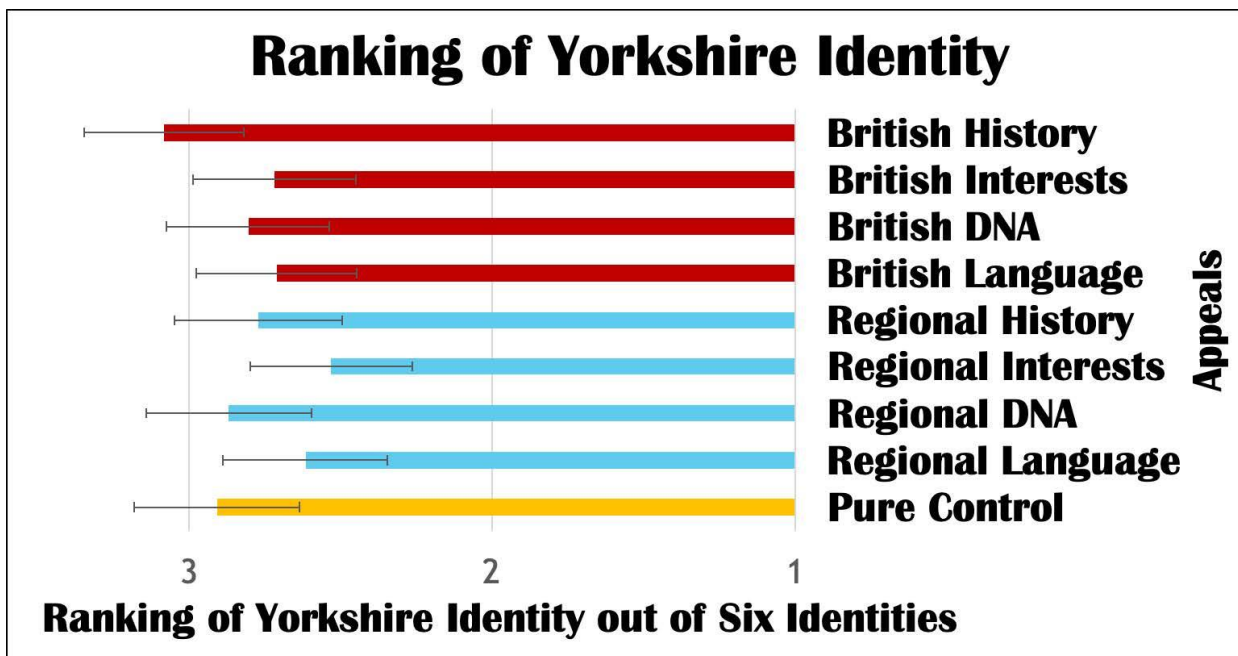 Ranking of Yorkshire Identity
British History
British Interests
British DNA
British Language
Regional History
Regional Interests
Regional DNA
Regional Language
Pure Control
Appeals
3 2 1
Ranking of Yorkshire Identity out of Six Identities